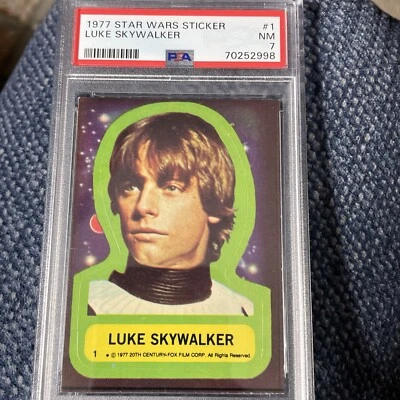 1977 STAR WARS STICKER #1
LUKE SKYWALKER NM
PSA 7
70252998
LUKE SKYWALKER
1 ● © 1977 20TH CENTURY-FOX FILM CORP. All Rights Reserved.